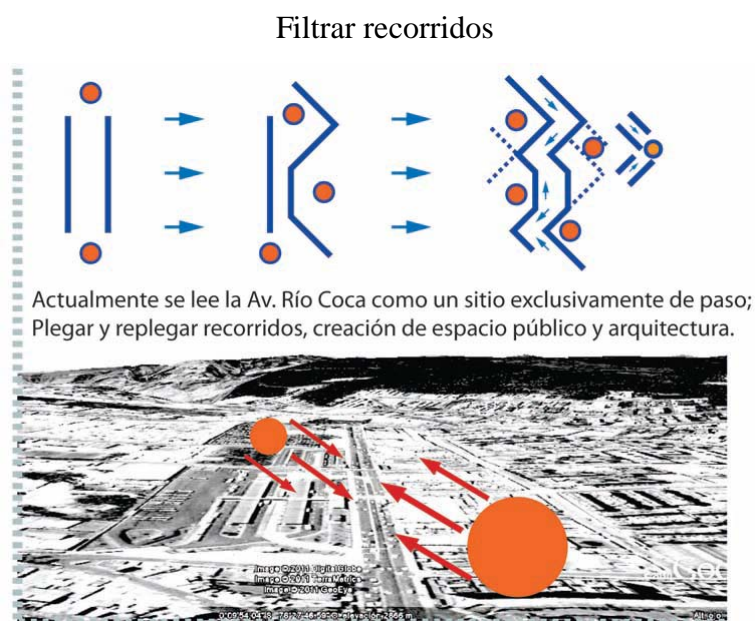 Filtrar recorridos
Actualmente se lee la Av. Río Coca como un sitio exclusivamente de paso;
Plegar y replegar recorridos, creación de espacio público y arquitectura.
Image © 2011 DigitalGlobe
Image © 2011 TerraMetrics
Image © 2011 GeoEye